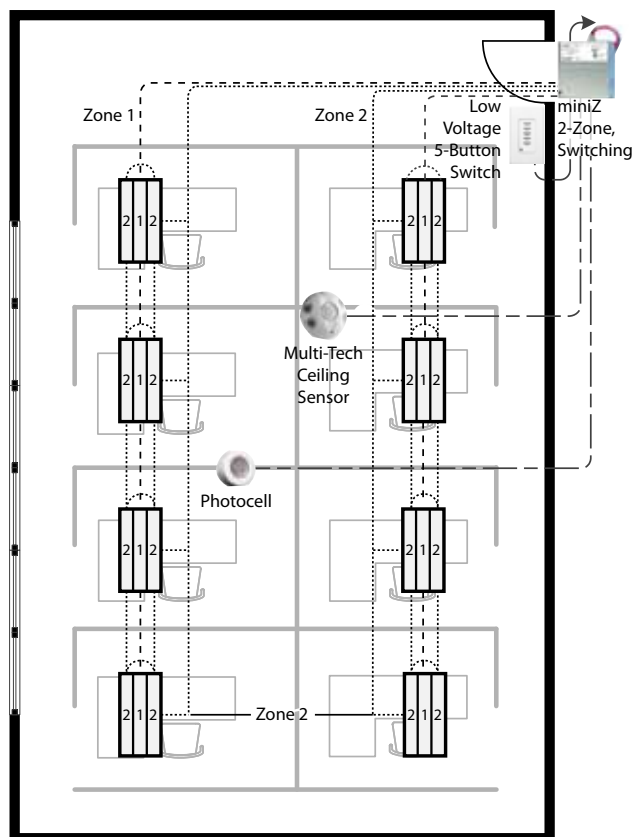 Zone 1
Zone 2
Low
Voltage
5-Button
Switch
miniZ
2-Zone,
Switching
2 1 2
2 1 2
Multi-Tech
Ceiling
Sensor
2 1 2
2 1 2
Photocell
2 1 2
2 1 2
2 1 2
Zone 2
2 1 2